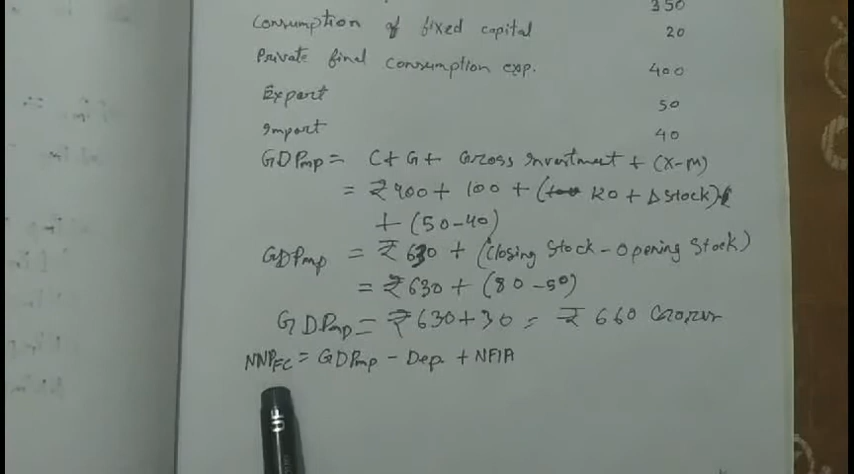 350
Consumption of fixed capital 20
Private final Consumption exp. 400
Export 50
Import 40
GDPmp = C + G + Gross Investment + (X-M)
= ₹400 + 100 + ( 120 + Δ Stock)
+ (50-40)
GDPmp = ₹630 + (Closing Stock - Opening Stock)
= ₹630 + (80-50)
GDPmp = ₹630 + 30 = ₹660 Crores
NNPFC = GDPmp - Dep + NFIA